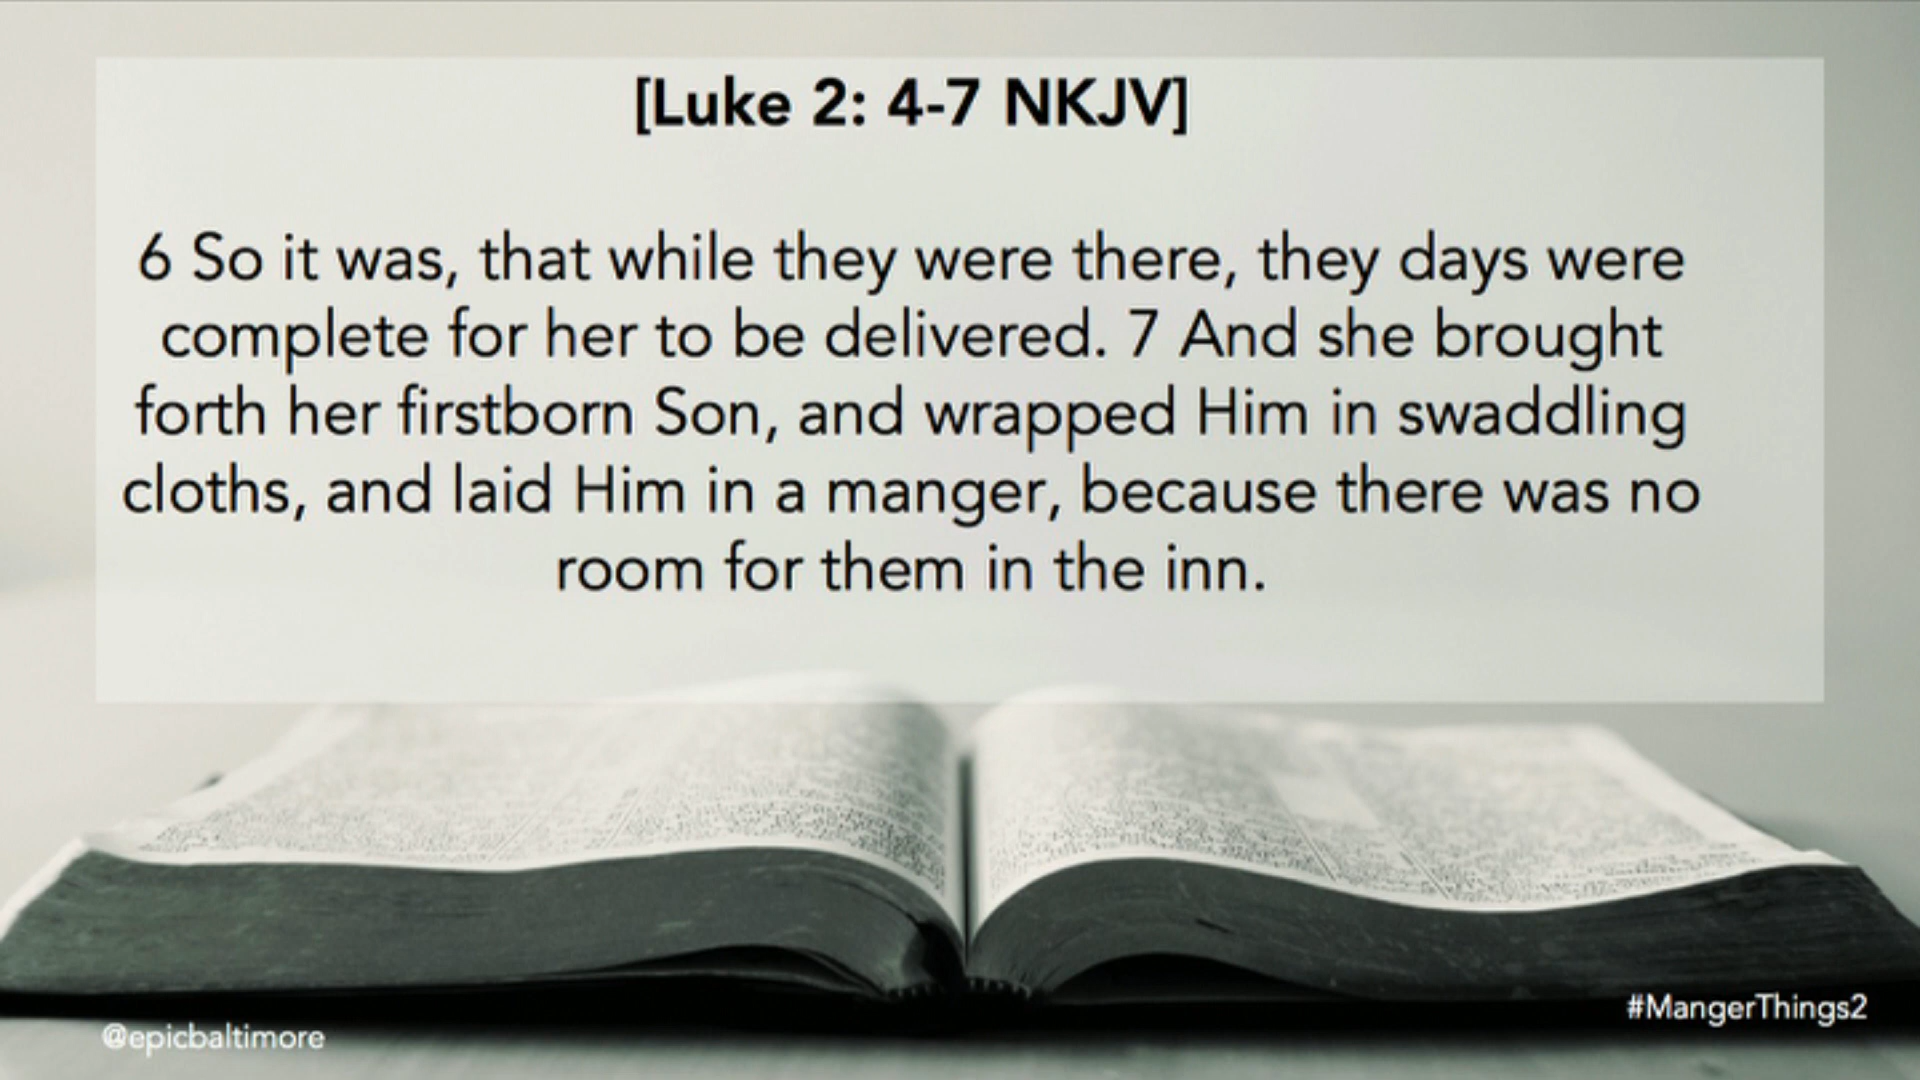 [Luke 2: 4-7 NKJV]
6 So it was, that while they were there, they days were
complete for her to be delivered. 7 And she brought
forth her firstborn Son, and wrapped Him in swaddling
cloths, and laid Him in a manger, because there was no
room for them in the inn.
#MangerThings2
@epicbaltimore